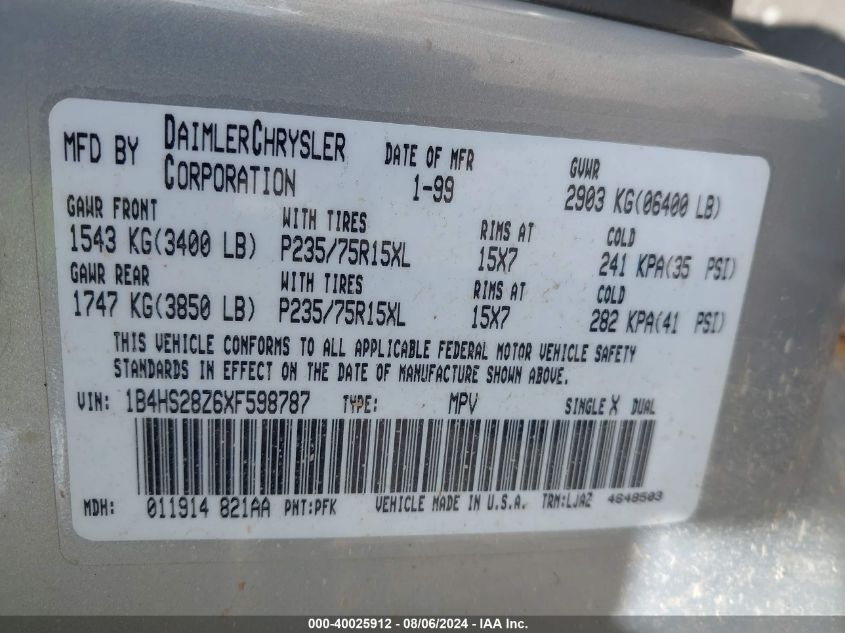 MFD BY DAIMLERCHRYSLER CORPORATION DATE OF MFR 1-99 GVWR 2903 KG(06400 LB)
GAWR FRONT WITH TIRES RIMS AT COLD
1543 KG(3400 LB) P235/75R15XL 15X7 241 KPA(35 PSI)
GAWR REAR WITH TIRES RIMS AT COLD
1747 KG(3850 LB) P235/75R15XL 15X7 282 KPA(41 PSI)
THIS VEHICLE CONFORMS TO ALL APPLICABLE FEDERAL MOTOR VEHICLE SAFETY
STANDARDS IN EFFECT ON THE DATE OF MANUFACTURE SHOWN ABOVE.
VIN: 1B4HS28Z6XF598787 TYPE: MPV SINGLE X DUAL
MDH: 011914 821AA PNT:PFK VEHICLE MADE IN U.S.A. TRM:LJAZ 4648503
000-40025912 - 08/06/2024 - IAA Inc.